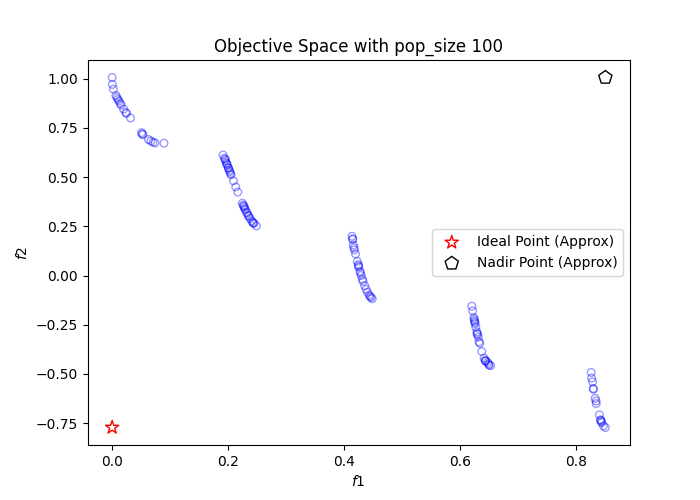 Objective Space with pop_size 100
1.00
0.75
0.50
0.25
0.00
−0.25
−0.50
−0.75
f2
Ideal Point (Approx)
Nadir Point (Approx)
0.0 0.2 0.4 0.6 0.8
f1